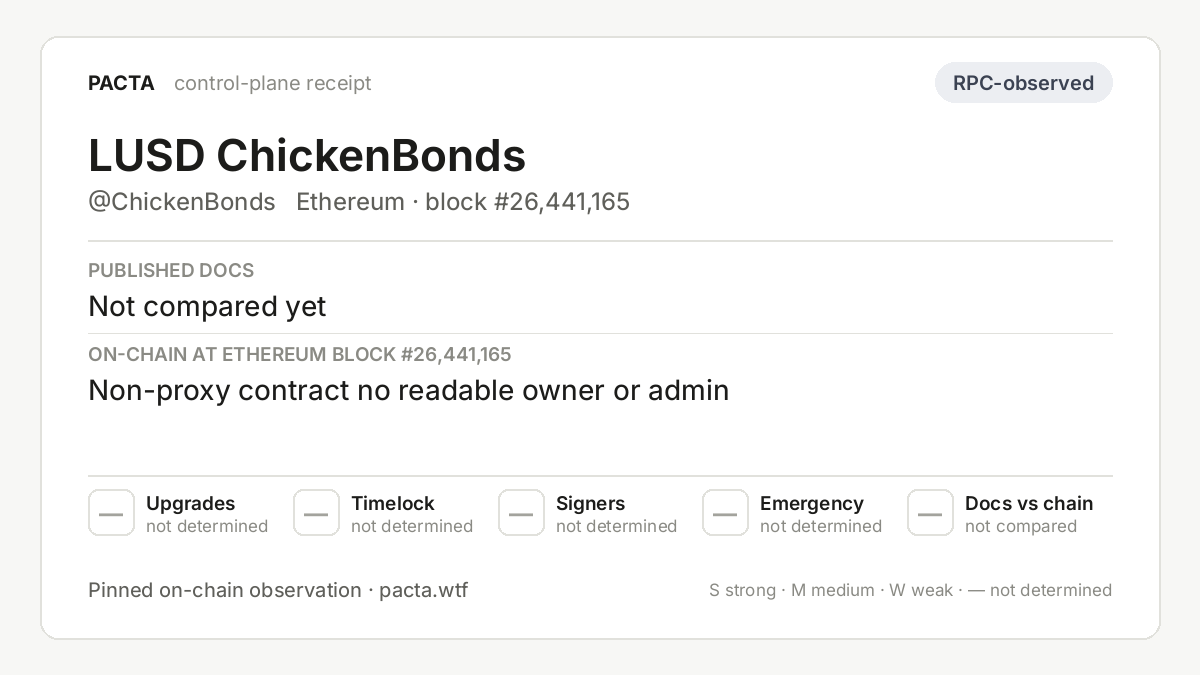 PACTA control-plane receipt RPC-observed
LUSD ChickenBonds
@ChickenBonds Ethereum · block #26,441,165
PUBLISHED DOCS
Not compared yet
ON-CHAIN AT ETHEREUM BLOCK #26,441,165
Non-proxy contract no readable owner or admin
— Upgrades — Timelock — Signers — Emergency — Docs vs chain
not determined not determined not determined not determined not compared
Pinned on-chain observation · pacta.wtf S strong · M medium · W weak · — not determined